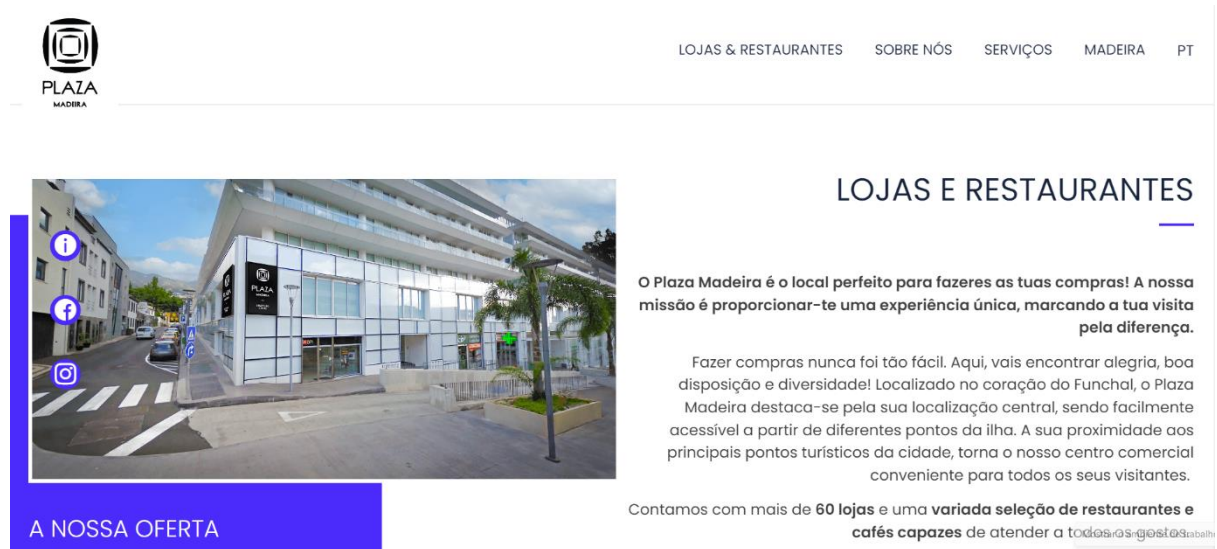 PLAZA
MADEIRA
LOJAS & RESTAURANTES SOBRE NÓS SERVIÇOS MADEIRA PT
LOJAS E RESTAURANTES
PLAZA
O Plaza Madeira é o local perfeito para fazeres as tuas compras! A nossa
missão é proporcionar-te uma experiência única, marcando a tua visita
pela diferença.
Fazer compras nunca foi tão fácil. Aqui, vais encontrar alegria, boa
disposição e diversidade! Localizado no coração do Funchal, o Plaza
Madeira destaca-se pela sua localização central, sendo facilmente
acessível a partir de diferentes pontos da ilha. A sua proximidade aos
principais pontos turísticos da cidade, torna o nosso centro comercial
conveniente para todos os seus visitantes.
Contamos com mais de 60 lojas e uma variada seleção de restaurantes e
cafés capazes de atender a todos os gostos.
A NOSSA OFERTA